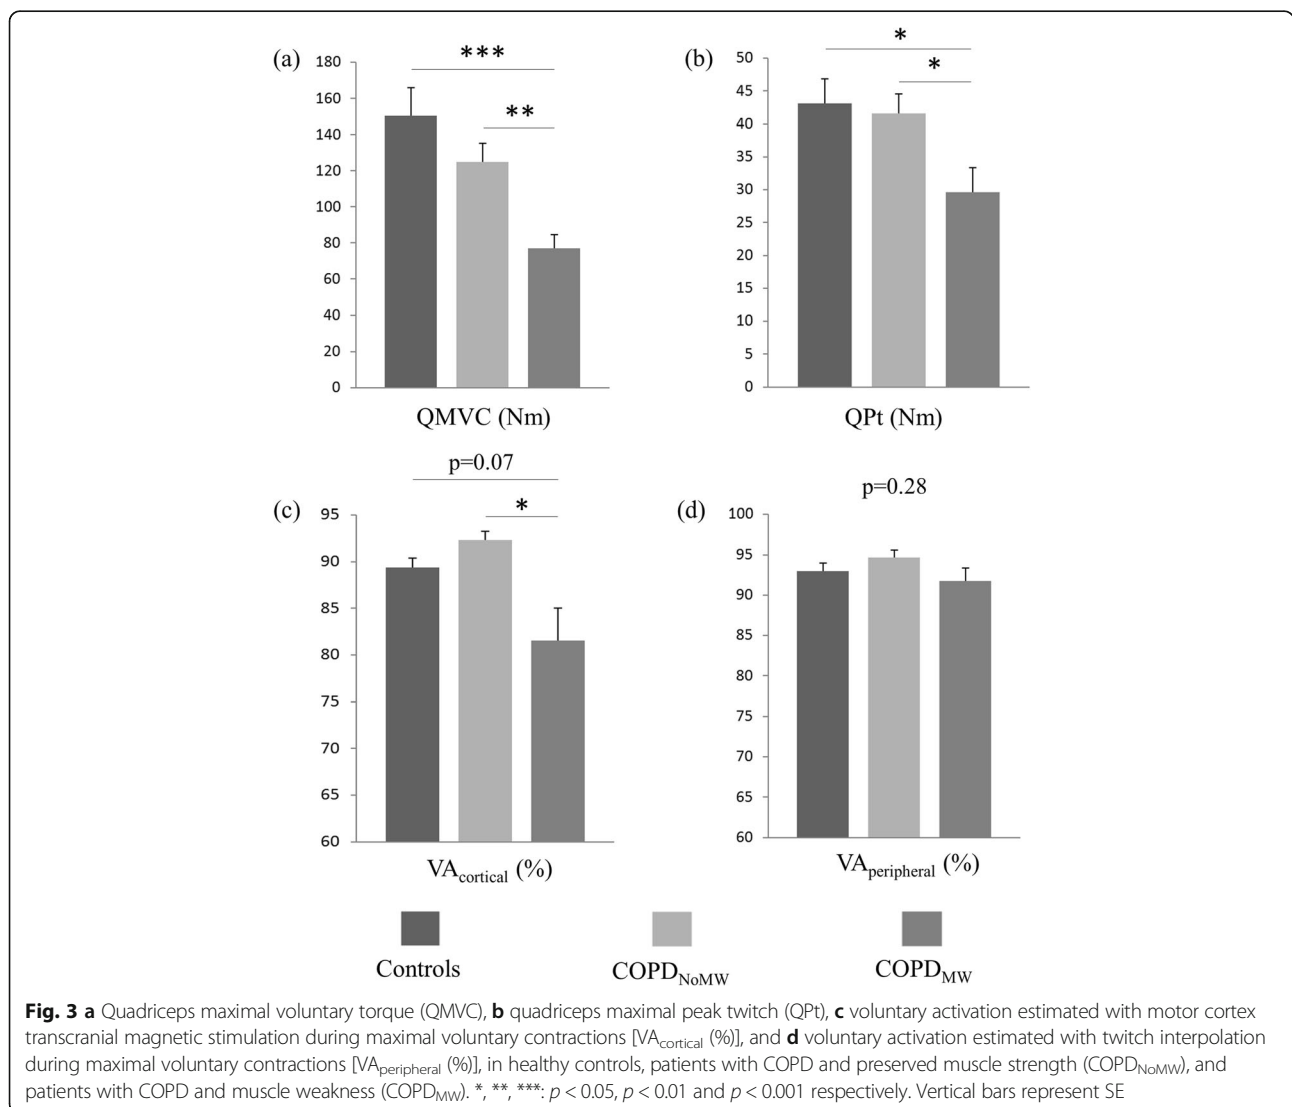 (a)
180
160
140
120
100
80
60
40
20
0
***
**
QMVC (Nm)
(b)
50
45
40
35
30
25
20
15
10
5
0
*
*
QPt (Nm)
(c)
p=0.07
*
95
90
85
80
75
70
65
60
VAcortical (%)
(d)
p=0.28
100
95
90
85
80
75
70
65
60
VAperipheral (%)
Controls
COPDNoMW
COPDMW
Fig. 3 a Quadriceps maximal voluntary torque (QMVC), b quadriceps maximal peak twitch (QPt), c voluntary activation estimated with motor cortex
transcranial magnetic stimulation during maximal voluntary contractions [VAcortical (%)], and d voluntary activation estimated with twitch interpolation
during maximal voluntary contractions [VAperipheral (%)], in healthy controls, patients with COPD and preserved muscle strength (COPDNoMW), and
patients with COPD and muscle weakness (COPDMW). *, **, ***: p < 0.05, p < 0.01 and p < 0.001 respectively. Vertical bars represent SE